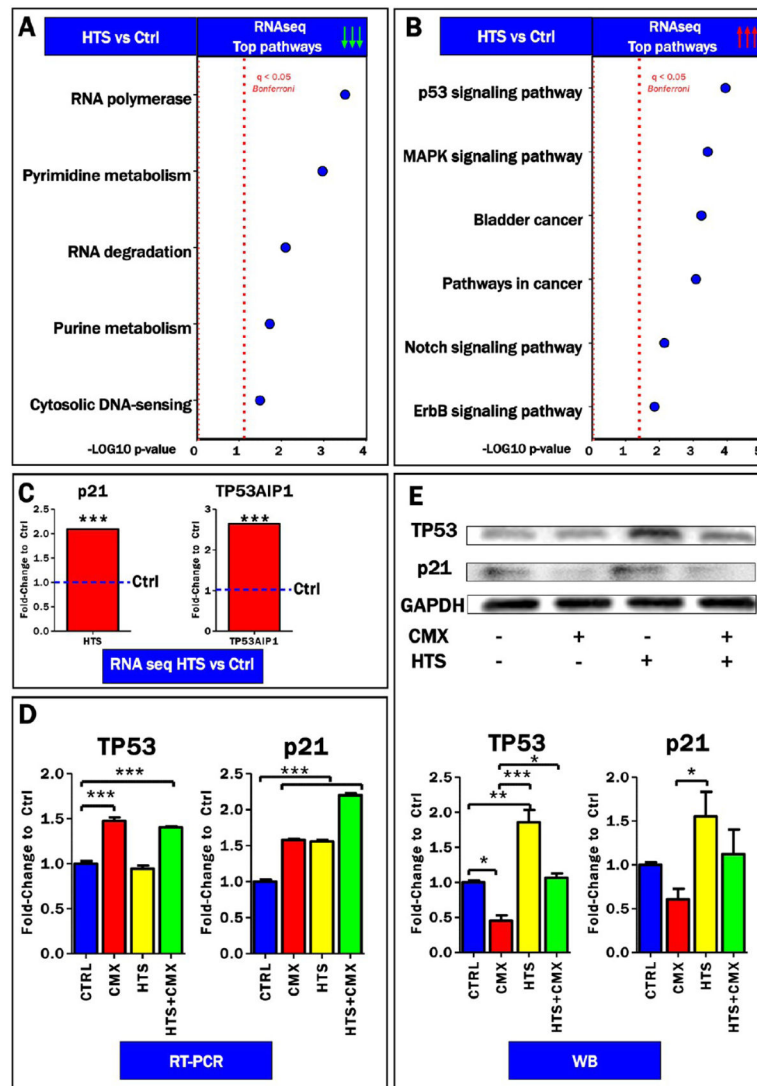 A
HTS vs Ctrl
RNAseq
Top pathways
q < 0.05
Bonferroni
RNA polymerase
Pyrimidine metabolism
RNA degradation
Purine metabolism
Cytosolic DNA-sensing
-LOG10 p-value
0 1 2 3 4
B
HTS vs Ctrl
RNAseq
Top pathways
q < 0.05
Bonferroni
p53 signaling pathway
MAPK signaling pathway
Bladder cancer
Pathways in cancer
Notch signaling pathway
ErbB signaling pathway
-LOG10 p-value
0 1 2 3 4 5
C
p21
Fold-Change to Ctrl
2.5
2.0
1.5
1.0
0.5
0.0
***
Ctrl
HTS
TP53AIP1
Fold-Change to Ctrl
3
2
1
0
***
Ctrl
TP53AIP1
RNA seq HTS vs Ctrl
D
TP53
Fold-Change to Ctrl
2.0
1.5
1.0
0.5
0.0
***
***
CTRL
CMX
HTS
HTS+CMX
p21
Fold-Change to Ctrl
2.5
2.0
1.5
1.0
0.5
0.0
***
CTRL
CMX
HTS
HTS+CMX
RT-PCR
E
TP53
p21
GAPDH
CMX - + - +
HTS - - + +
TP53
Fold-Change to Ctrl
2.5
2.0
1.5
1.0
0.5
0.0
*
***
**
*
CTRL
CMX
HTS
HTS+CMX
p21
Fold-Change to Ctrl
2.0
1.5
1.0
0.5
0.0
*
CTRL
CMX
HTS
HTS+CMX
WB